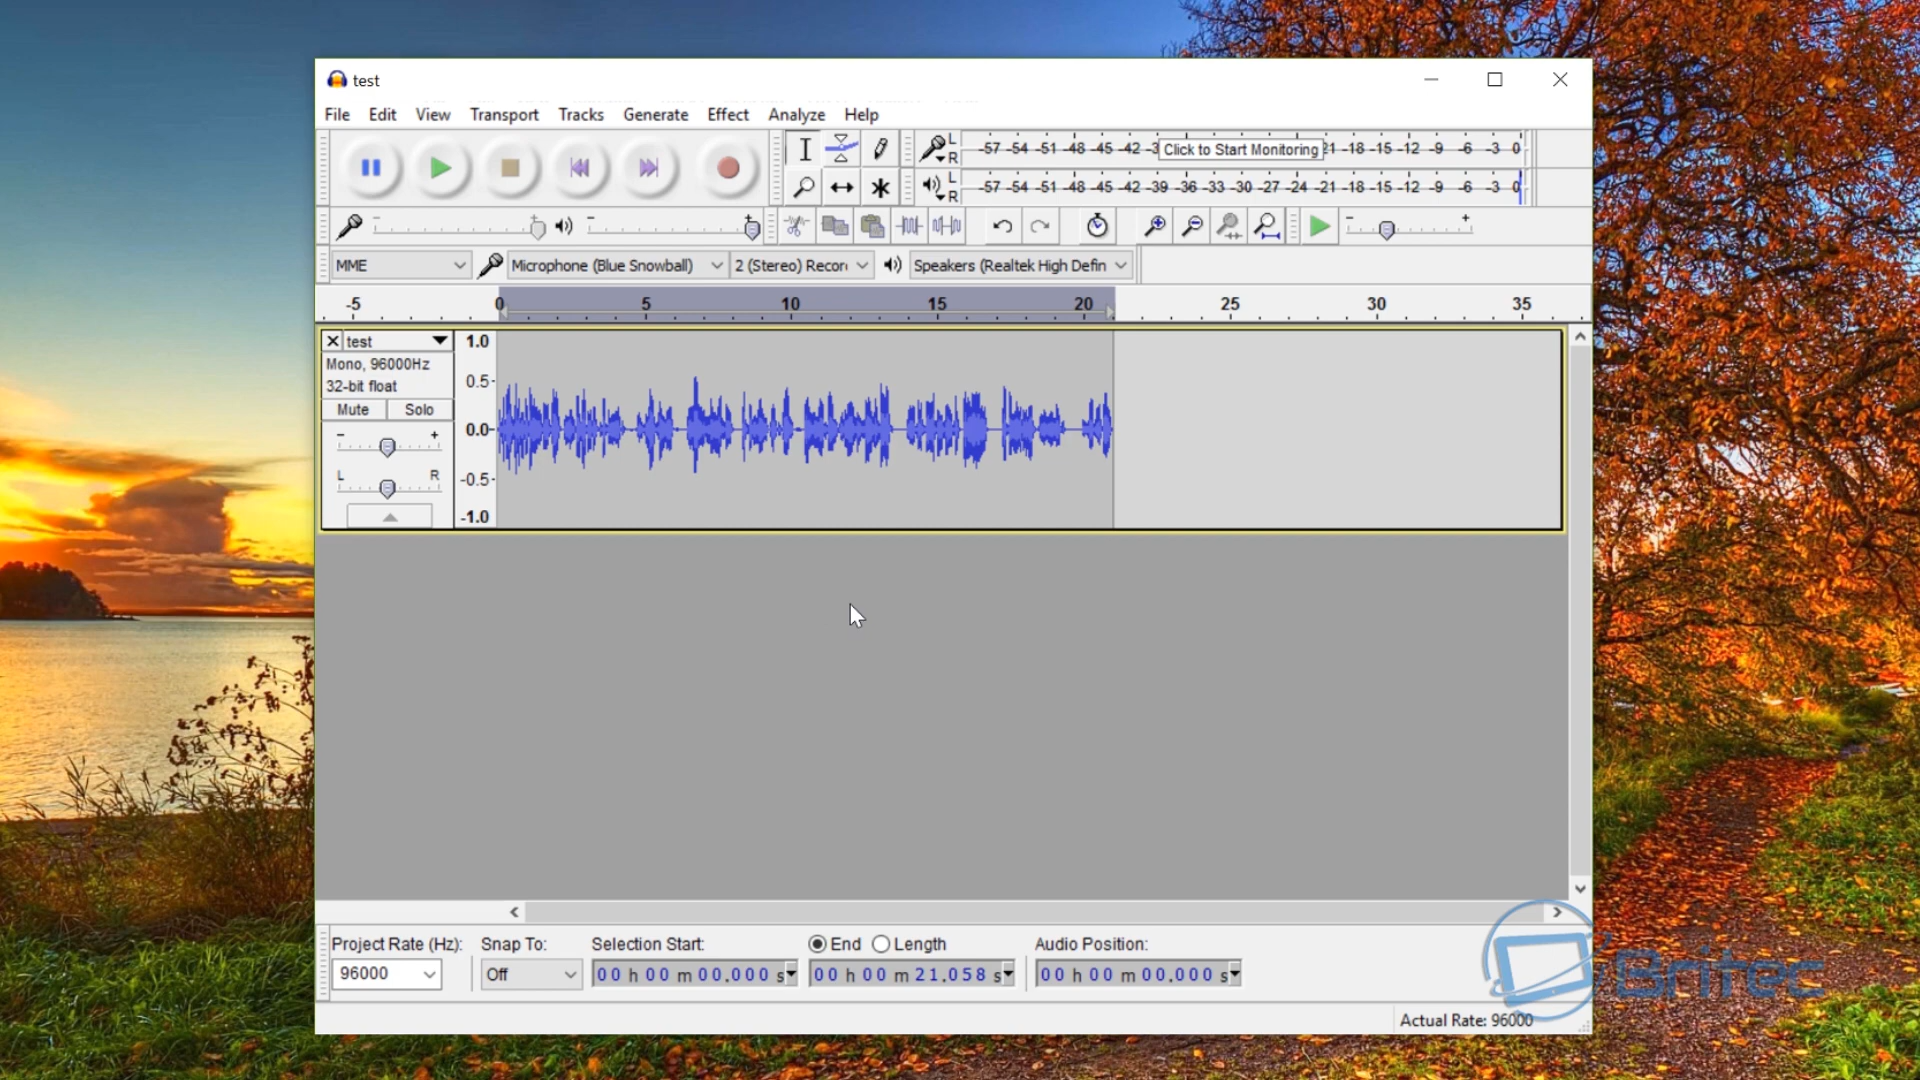 test
File Edit View Transport Tracks Generate Effect Analyze Help
L -57 -54 -51 -48 -45 -42 -3 Click to Start Monitoring 21 -18 -15 -12 -9 -6 -3 0
R
L -57 -54 -51 -48 -45 -42 -39 -36 -33 -30 -27 -24 -21 -18 -15 -12 -9 -6 -3 0
R
MME Microphone (Blue Snowball) 2 (Stereo) Recor Speakers (Realtek High Defin
-5 0 5 10 15 20 25 30 35
test 1.0
Mono, 96000Hz
32-bit float 0.5
Mute Solo
- + 0.0
L R -0.5
-1.0
Project Rate (Hz): Snap To: Selection Start: End Length Audio Position:
96000 Off 00 h 00 m 00.000 s 00 h 00 m 21.058 s 00 h 00 m 00.000 s
Britec
Actual Rate: 96000